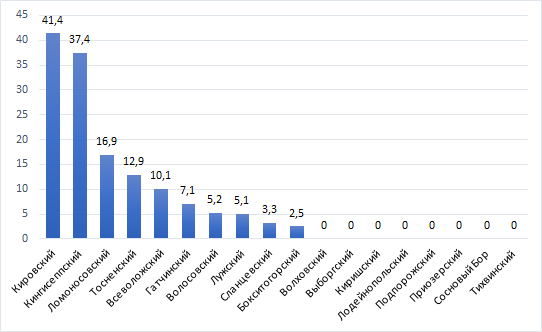 45
40
35
30
25
20
15
10
5
0
41,4
37,4
16,9
12,9
10,1
7,1
5,2
5,1
3,3
2,5
0
0
0
0
0
0
0
0
Кировский
Кингисеппский
Ломоносовский
Тосненский
Всеволожский
Гатчинский
Волосовский
Лужский
Сланцевский
Бокситогорский
Волховский
Выборгский
Киришский
Лодейнопольский
Подпорожский
Приозерский
Сосновый Бор
Тихвинский